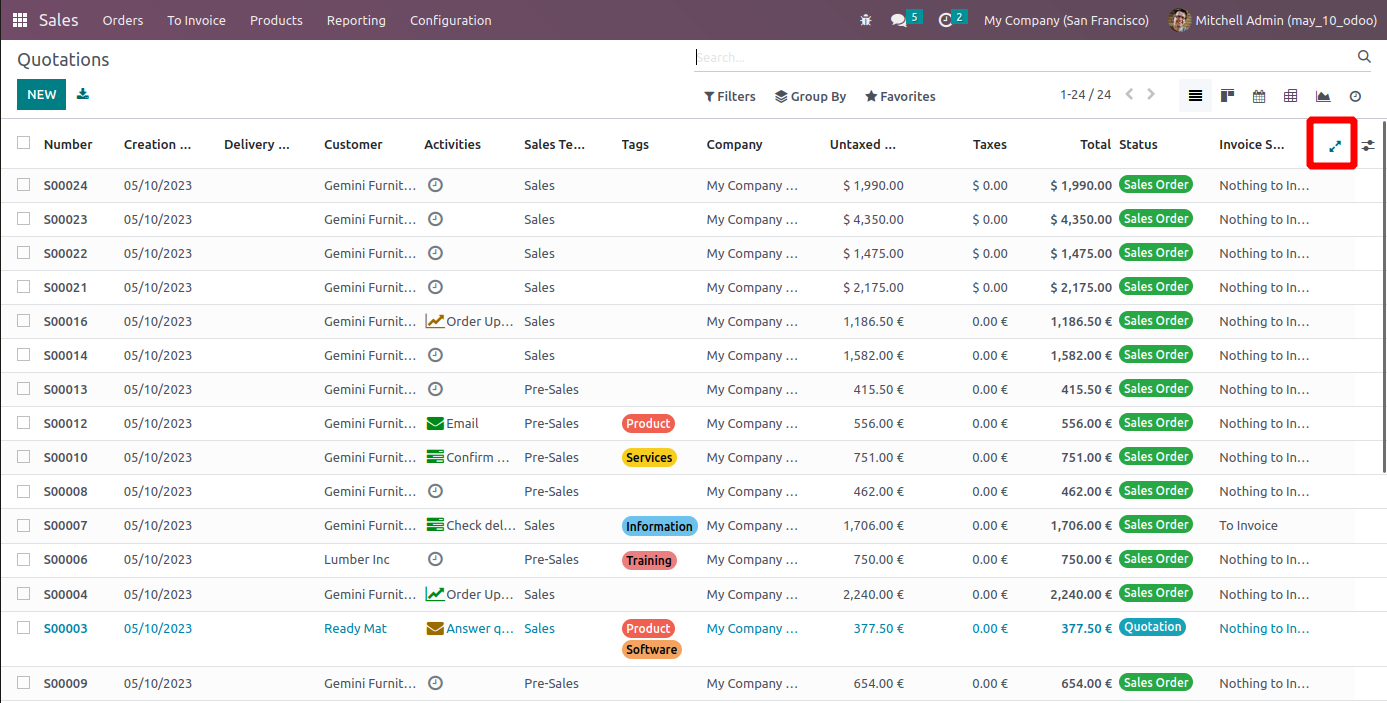 Sales Orders To Invoice Products Reporting Configuration 5 2 My Company (San Francisco) Mitchell Admin (may_10_odoo)
Quotations Search...
NEW Filters Group By Favorites 1-24 / 24
Number Creation ... Delivery ... Customer Activities Sales Te... Tags Company Untaxed ... Taxes Total Status Invoice S...
S00024 05/10/2023 Gemini Furnit... Sales My Company ... $ 1,990.00 $ 0.00 $ 1,990.00 Sales Order Nothing to In...
S00023 05/10/2023 Gemini Furnit... Sales My Company ... $ 4,350.00 $ 0.00 $ 4,350.00 Sales Order Nothing to In...
S00022 05/10/2023 Gemini Furnit... Sales My Company ... $ 1,475.00 $ 0.00 $ 1,475.00 Sales Order Nothing to In...
S00021 05/10/2023 Gemini Furnit... Sales My Company ... $ 2,175.00 $ 0.00 $ 2,175.00 Sales Order Nothing to In...
S00016 05/10/2023 Gemini Furnit... Order Up... Sales My Company ... 1,186.50 € 0.00 € 1,186.50 € Sales Order Nothing to In...
S00014 05/10/2023 Gemini Furnit... Sales My Company ... 1,582.00 € 0.00 € 1,582.00 € Sales Order Nothing to In...
S00013 05/10/2023 Gemini Furnit... Pre-Sales My Company ... 415.50 € 0.00 € 415.50 € Sales Order Nothing to In...
S00012 05/10/2023 Gemini Furnit... Email Pre-Sales Product My Company ... 556.00 € 0.00 € 556.00 € Sales Order Nothing to In...
S00010 05/10/2023 Gemini Furnit... Confirm ... Pre-Sales Services My Company ... 751.00 € 0.00 € 751.00 € Sales Order Nothing to In...
S00008 05/10/2023 Gemini Furnit... Pre-Sales My Company ... 462.00 € 0.00 € 462.00 € Sales Order Nothing to In...
S00007 05/10/2023 Gemini Furnit... Check del... Sales Information My Company ... 1,706.00 € 0.00 € 1,706.00 € Sales Order To Invoice
S00006 05/10/2023 Lumber Inc Pre-Sales Training My Company ... 750.00 € 0.00 € 750.00 € Sales Order Nothing to In...
S00004 05/10/2023 Gemini Furnit... Order Up... Sales My Company ... 2,240.00 € 0.00 € 2,240.00 € Sales Order Nothing to In...
S00003 05/10/2023 Ready Mat Answer q... Sales Product My Company ... 377.50 € 0.00 € 377.50 € Quotation Nothing to In...
Software
S00009 05/10/2023 Gemini Furnit... Pre-Sales My Company ... 654.00 € 0.00 € 654.00 € Sales Order Nothing to In...